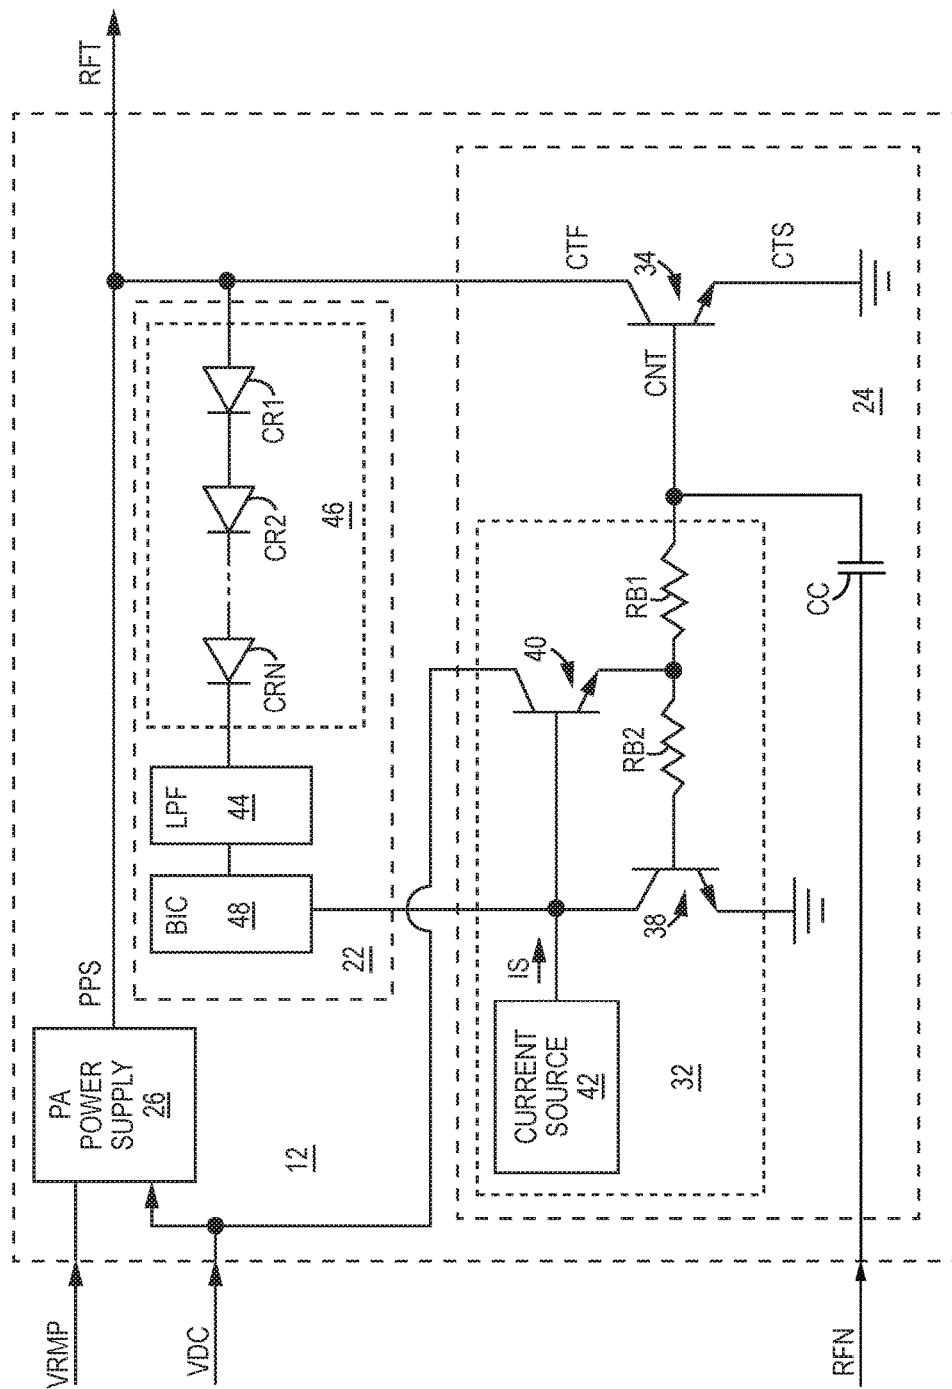 RFT
PPS
PA
POWER
SUPPLY
26
VRMP
VDC
12
22
BIC
48
LPF
44
CRN
CR2
CR1
46
CTF
34
CTS
CNT
24
40
RB1
RB2
38
IS
CURRENT
SOURCE
42
32
CC
RFN